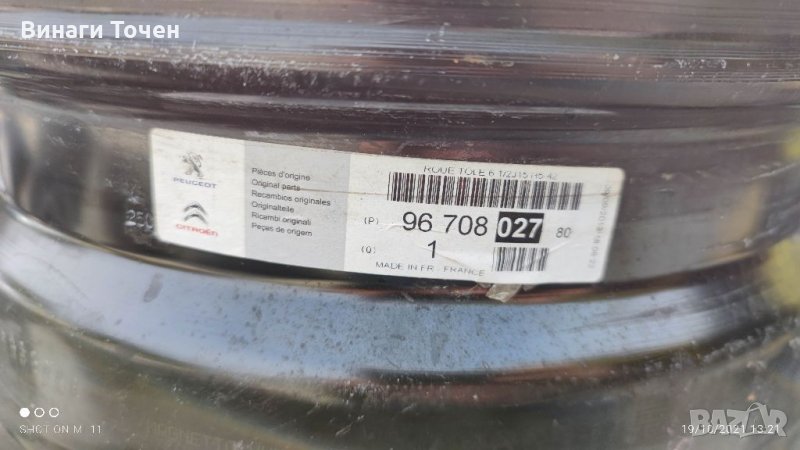 Винаги Точен
PEUGEOT
CITROËN
Pièces d'origine
Original parts
Recambios originales
Originalteile
Ricambi originali
Peças de origem
ROUE TOLE 6 1/2J15 H5 42
(P) 96 708 027 80
(Q) 1
MADE IN FR - FRANCE
SHOT ON M 11
BAZAR
19/10/2021 13:21